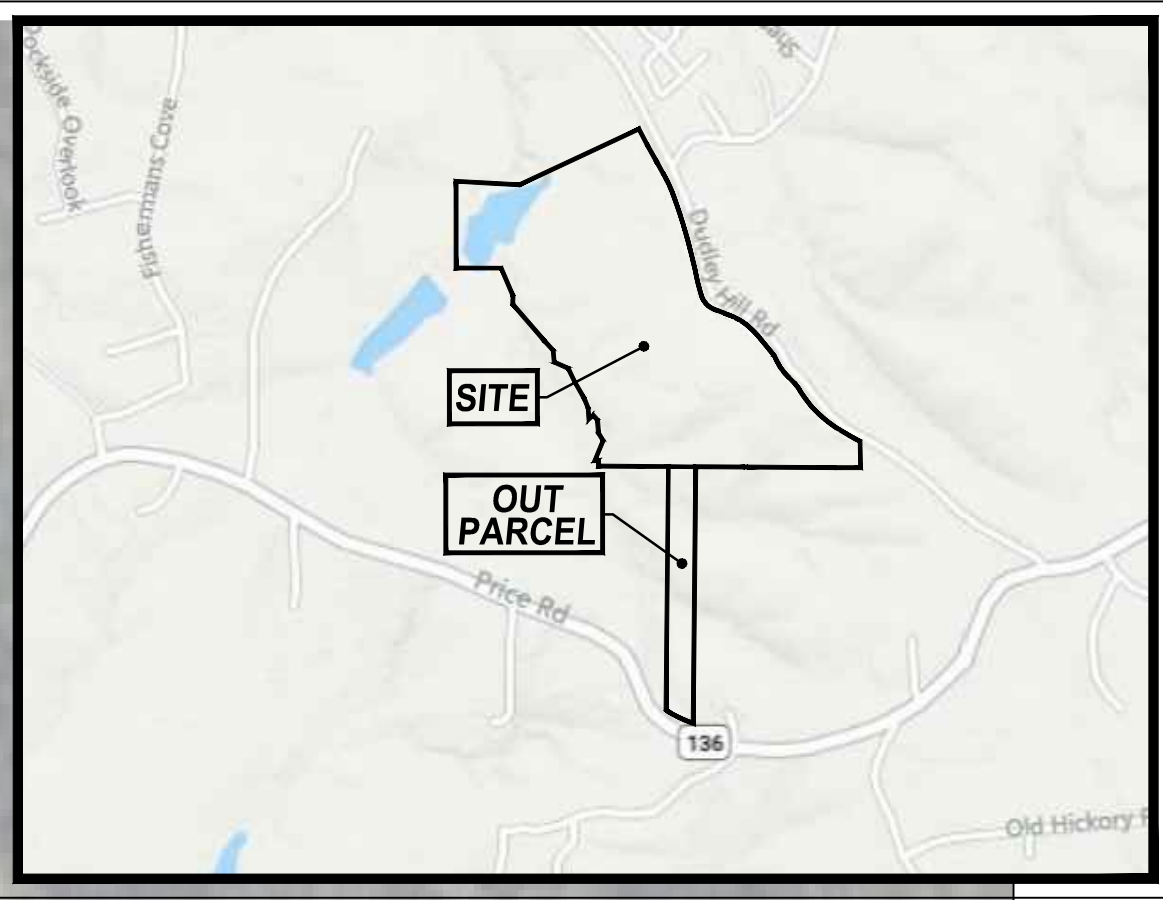 Dockside Overlook
Fishermans Cove
Dudley Hill Rd
SITE
OUT
PARCEL
Price Rd
136
Old Hickory